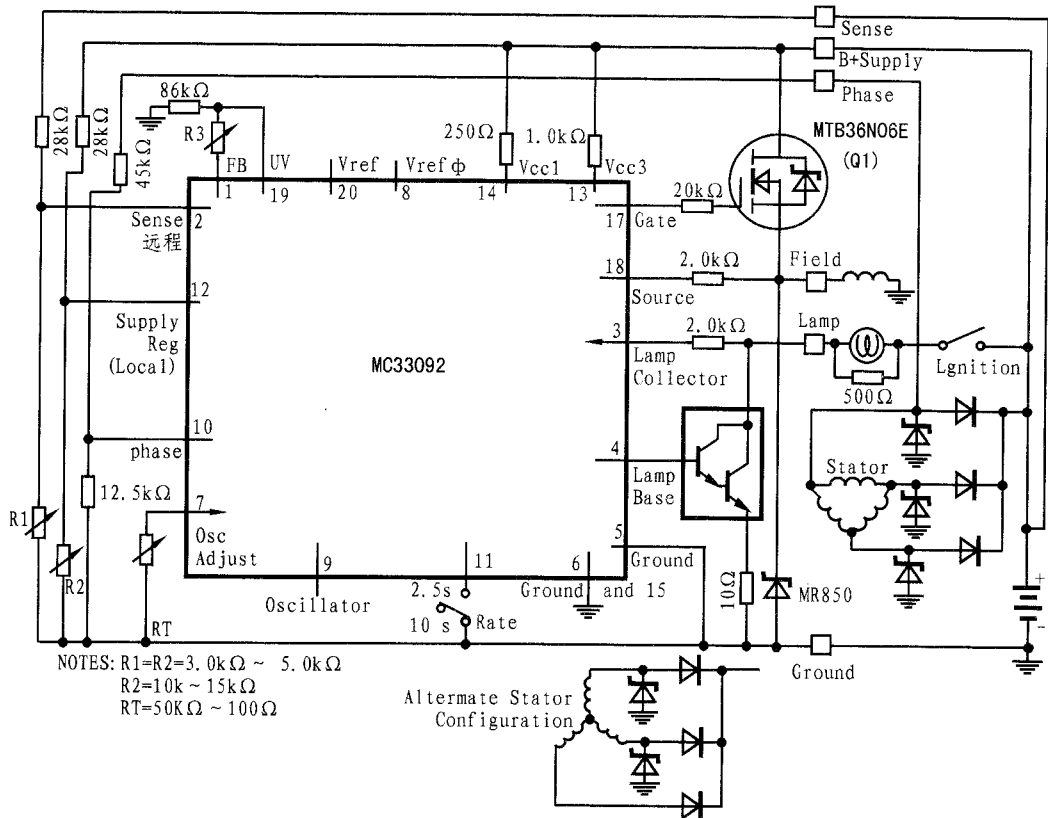 Sense
B+Supply
Phase
86kΩ
R3
28kΩ
28kΩ
45kΩ
250Ω
1.0kΩ
MTB36N06E
(Q1)
FB
UV
Vref
Vref ф
Vcc1
Vcc3
1
19
20
8
14
13
20kΩ
17
Gate
2
Sense
远程
18
Source
2.0kΩ
Field
12
Supply
Reg
(Local)
3
Lamp
Collector
2.0kΩ
Lamp
Lgnition
500Ω
MC33092
10
phase
4
Lamp
Base
Stator
12.5kΩ
7
Osc
Adjust
R1
R2
RT
9
Oscillator
11
2.5s
10 s
Rate
6
Ground and 15
5
Ground
10Ω
MR850
+
-
Ground
NOTES: R1=R2=3.0kΩ ~ 5.0kΩ
R2=10k ~ 15kΩ
RT=50KΩ ~ 100Ω
Alternate Stator
Configuration